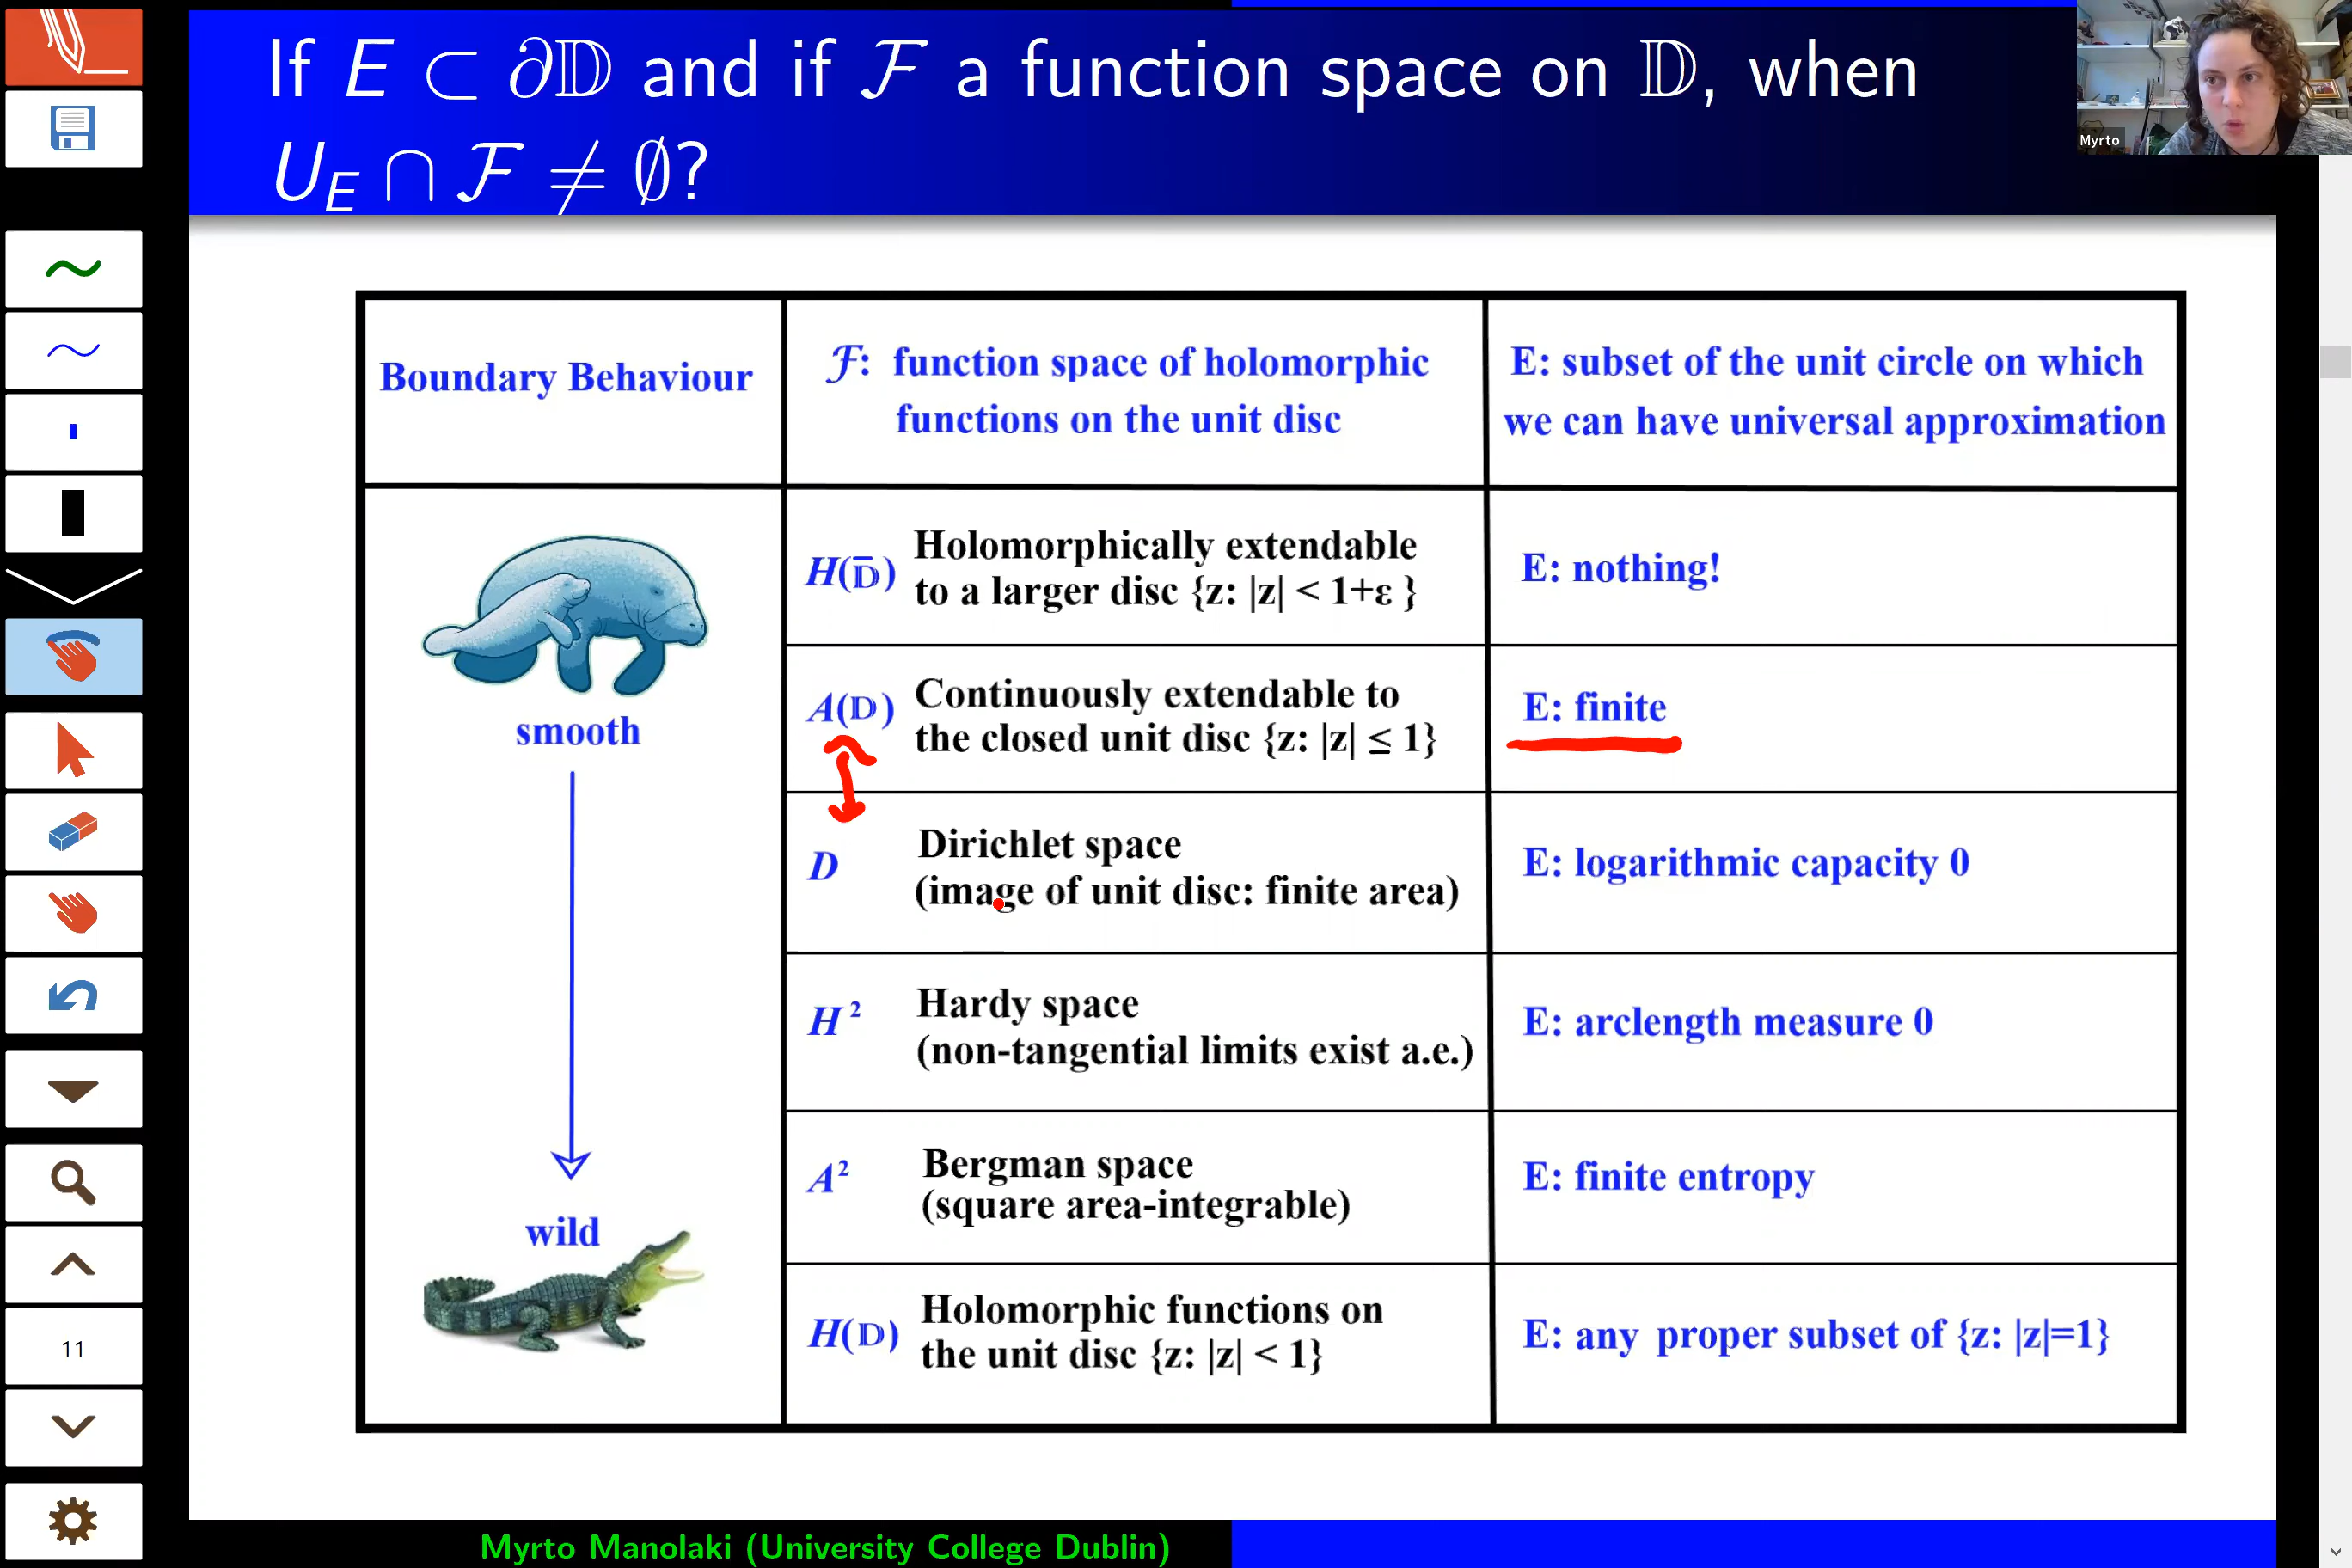 If E ⊂ ∂𝔻 and if ℱ a function space on 𝔻, when
U_E ∩ ℱ ≠ ∅?
Myrto
Boundary Behaviour
ℱ: function space of holomorphic
functions on the unit disc
E: subset of the unit circle on which
we can have universal approximation
smooth
wild
H(𝔻̅) Holomorphically extendable
to a larger disc {z: |z| < 1+ε }
E: nothing!
A(𝔻) Continuously extendable to
the closed unit disc {z: |z| ≤ 1}
E: finite
D Dirichlet space
(image of unit disc: finite area)
E: logarithmic capacity 0
H² Hardy space
(non-tangential limits exist a.e.)
E: arclength measure 0
A² Bergman space
(square area-integrable)
E: finite entropy
H(𝔻) Holomorphic functions on
the unit disc {z: |z| < 1}
E: any proper subset of {z: |z|=1}
11
Myrto Manolaki (University College Dublin)